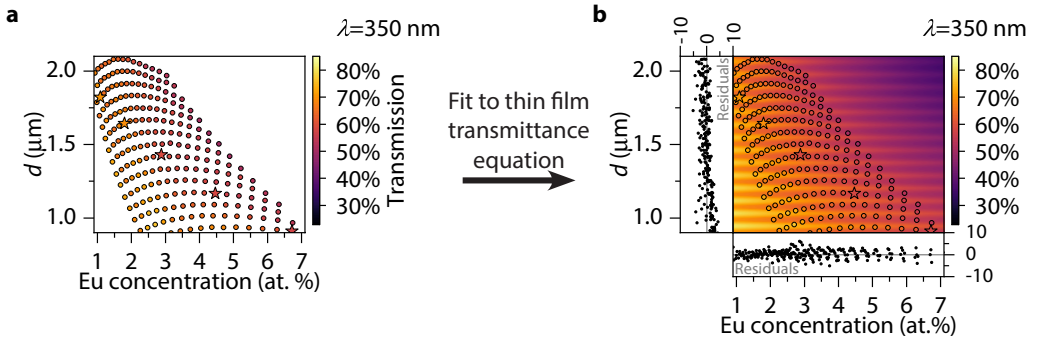 a
λ=350 nm
2.0
1.5
1.0
d (μm)
1 2 3 4 5 6 7
Eu concentration (at. %)
80%
70%
60%
50%
40%
30%
Transmission
Fit to thin film
transmittance
equation
b
-10 0 10
Residuals
λ=350 nm
2.0
1.5
1.0
d (μm)
80%
70%
60%
50%
40%
30%
10
0
-10
Residuals
1 2 3 4 5 6 7
Eu concentration (at.%)